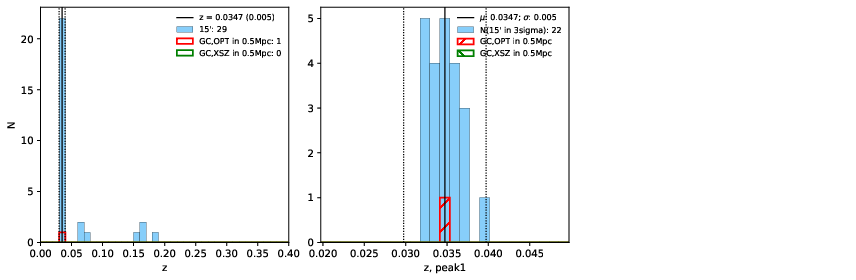 z = 0.0347 (0.005)
15': 29
GC,OPT in 0.5Mpc: 1
GC,XSZ in 0.5Mpc: 0
N
20
15
10
5
0
0.00 0.05 0.10 0.15 0.20 0.25 0.30 0.35 0.40
z
μ: 0.0347; σ: 0.005
N(15' in 3sigma): 22
GC,OPT in 0.5Mpc
GC,XSZ in 0.5Mpc
5
4
3
2
1
0
0.020 0.025 0.030 0.035 0.040 0.045
z, peak1